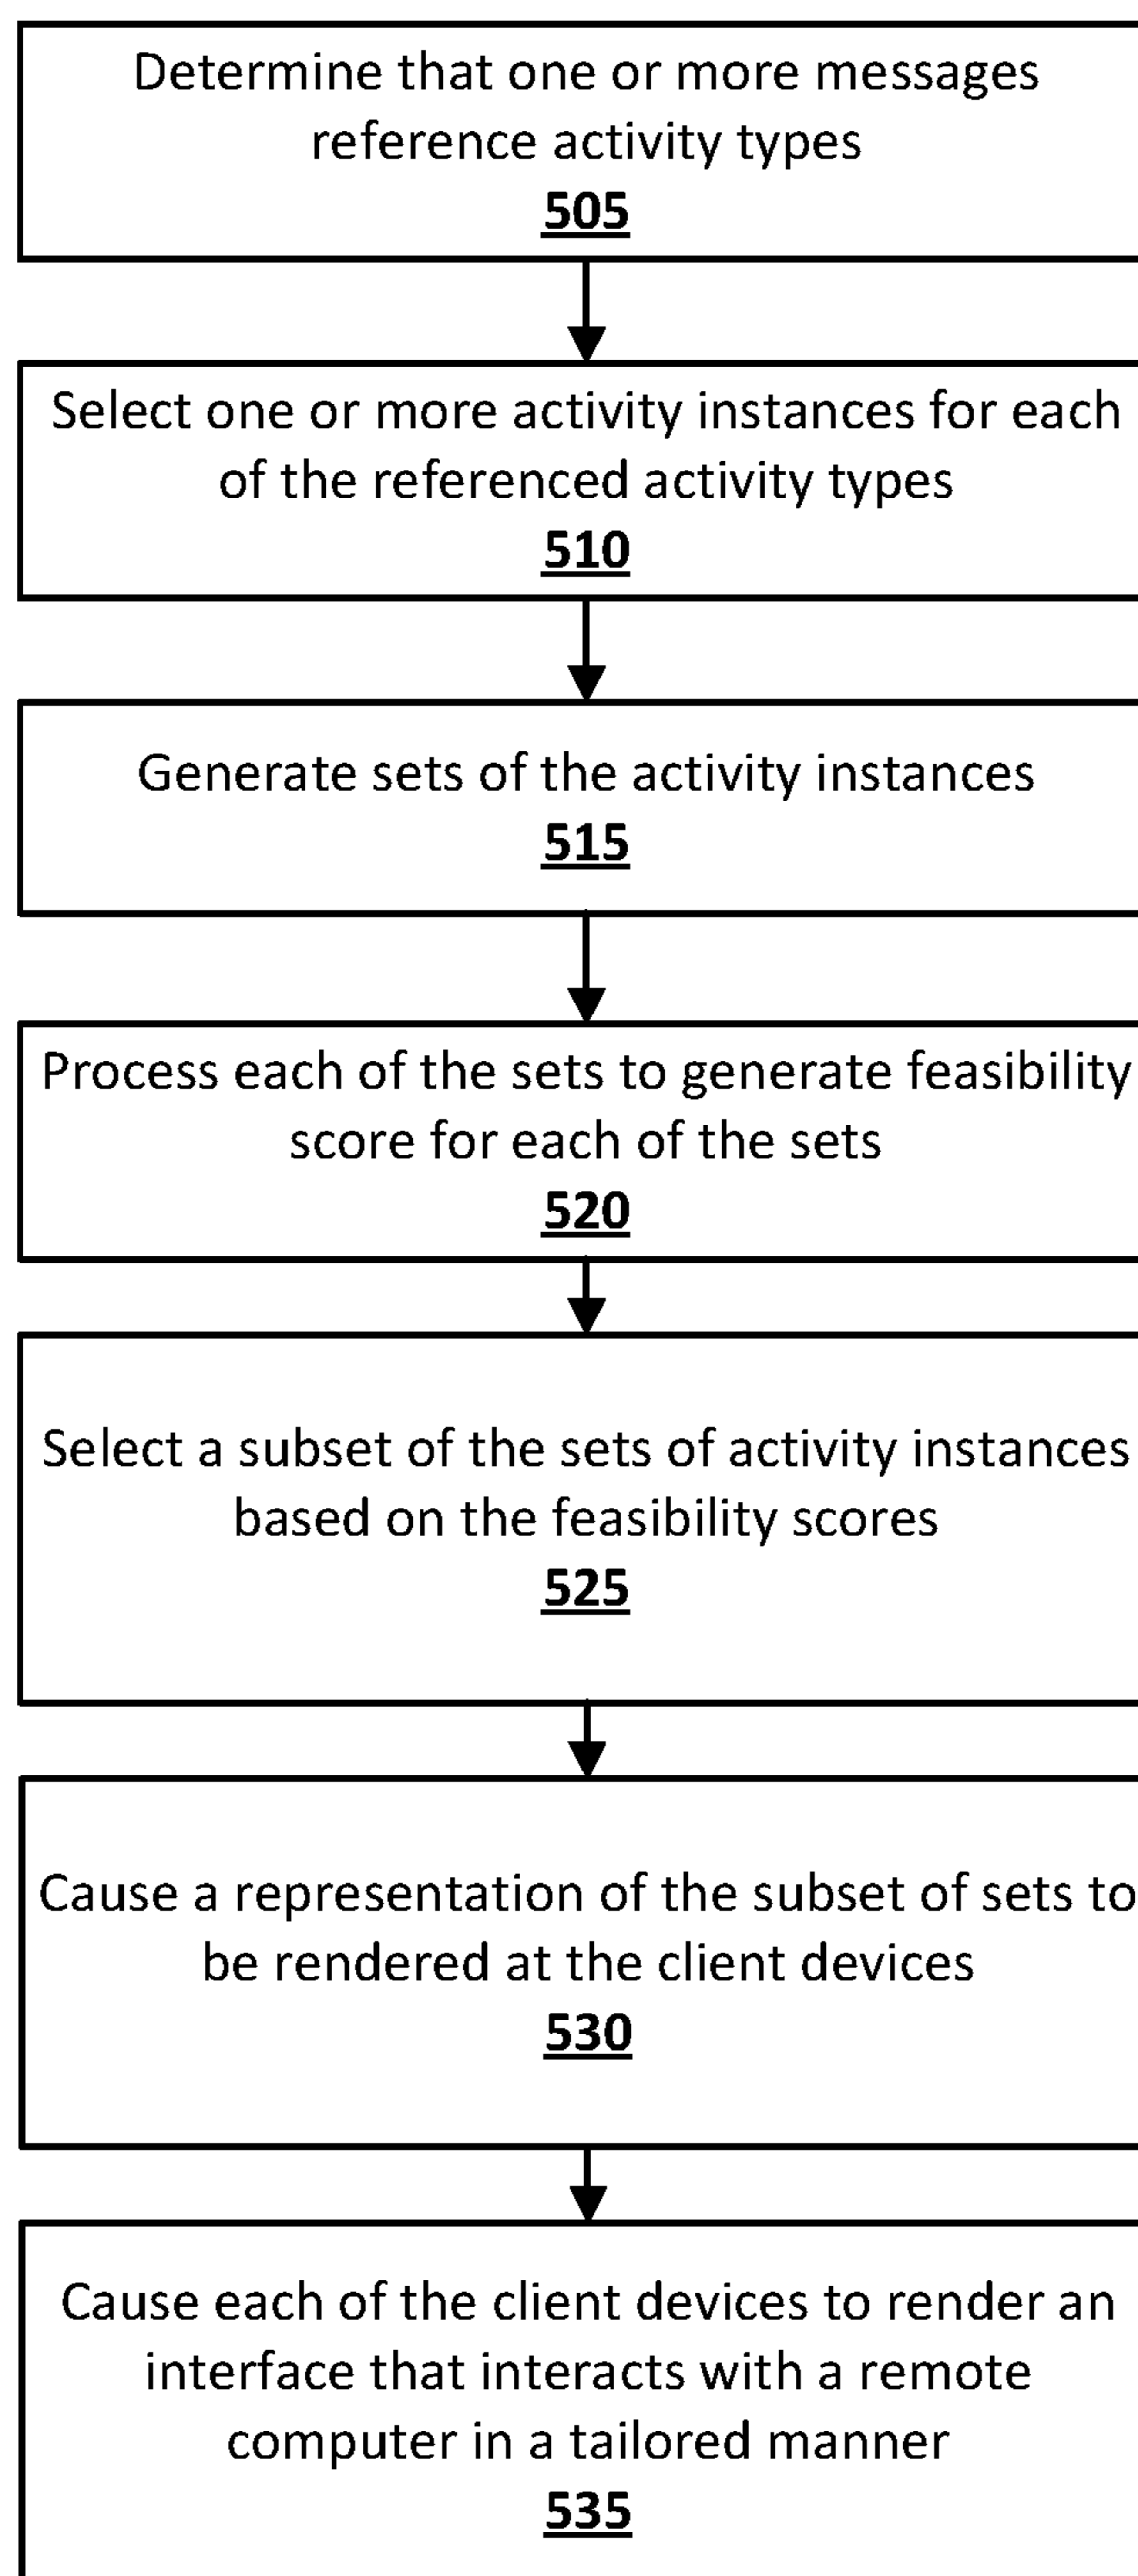 Determine that one or more messages
reference activity types
505
Select one or more activity instances for each
of the referenced activity types
510
Generate sets of the activity instances
515
Process each of the sets to generate feasibility
score for each of the sets
520
Select a subset of the sets of activity instances
based on the feasibility scores
525
Cause a representation of the subset of sets to
be rendered at the client devices
530
Cause each of the client devices to render an
interface that interacts with a remote
computer in a tailored manner
535